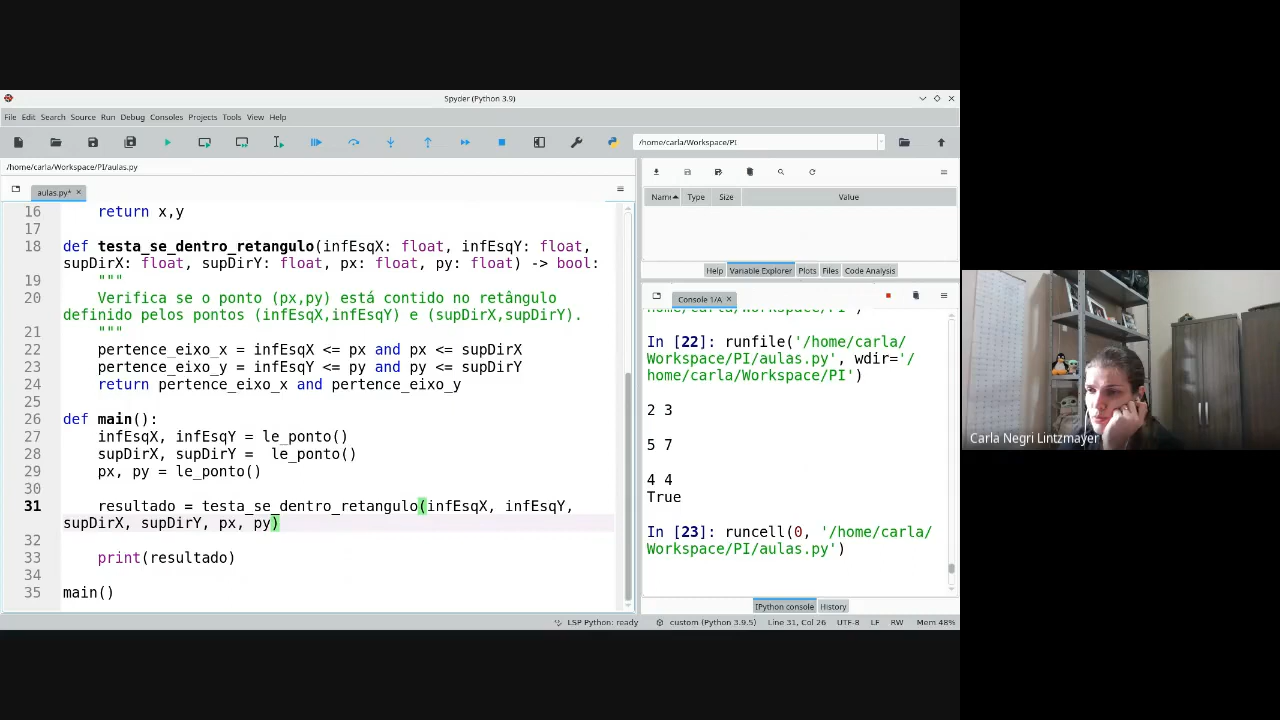 Spyder (Python 3.9)
File Edit Search Source Run Debug Consoles Projects Tools View Help
/home/carla/Workspace/PI
/home/carla/Workspace/PI/aulas.py
aulas.py*
16 return x,y
17
18 def testa_se_dentro_retangulo(infEsqX: float, infEsqY: float,
supDirX: float, supDirY: float, px: float, py: float) -> bool:
19 """
20 Verifica se o ponto (px,py) está contido no retângulo
definido pelos pontos (infEsqX,infEsqY) e (supDirX,supDirY).
21 """
22 pertence_eixo_x = infEsqX <= px and px <= supDirX
23 pertence_eixo_y = infEsqY <= py and py <= supDirY
24 return pertence_eixo_x and pertence_eixo_y
25
26 def main():
27 infEsqX, infEsqY = le_ponto()
28 supDirX, supDirY =  le_ponto()
29 px, py = le_ponto()
30
31 resultado = testa_se_dentro_retangulo(infEsqX, infEsqY,
supDirX, supDirY, px, py)
32
33 print(resultado)
34
35 main()
Name Type Size Value
Help Variable Explorer Plots Files Code Analysis
Console 1/A
home/carla/Workspace/PI')
In [22]: runfile('/home/carla/
Workspace/PI/aulas.py', wdir='/
home/carla/Workspace/PI')
2 3
5 7
4 4
True
In [23]: runcell(0, '/home/carla/
Workspace/PI/aulas.py')
IPython console History
LSP Python: ready custom (Python 3.9.5) Line 31, Col 26 UTF-8 LF RW Mem 48%
Carla Negri Lintzmayer